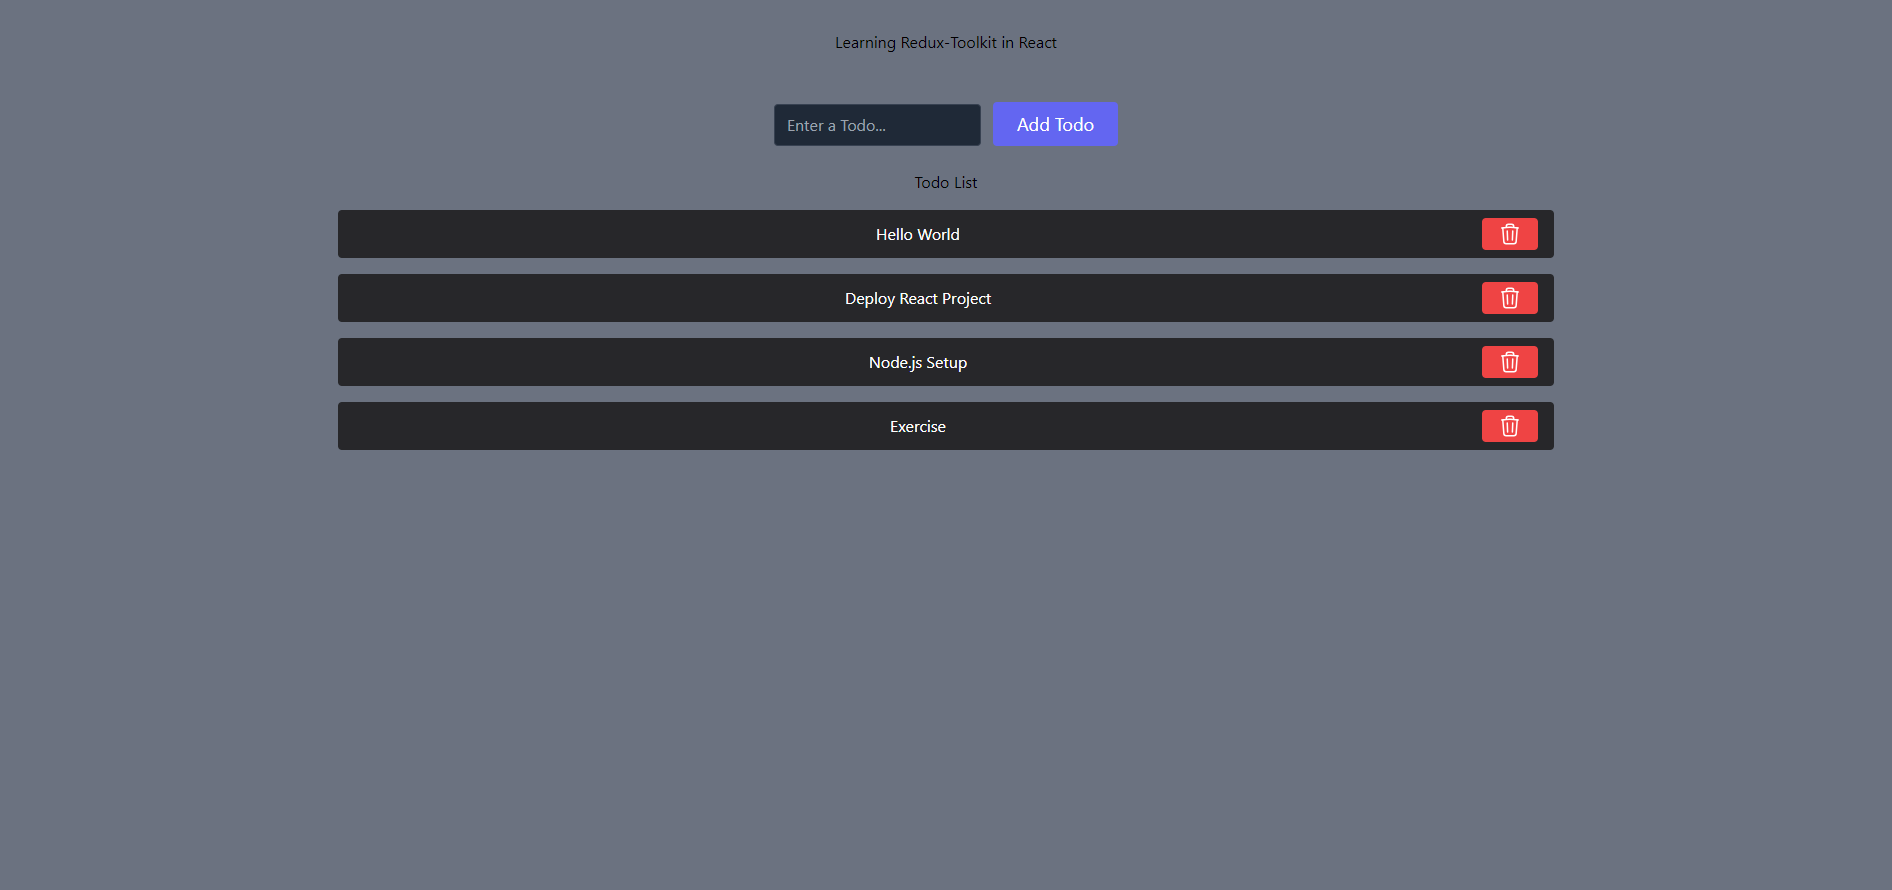 Learning Redux-Toolkit in React
Enter a Todo...
Add Todo
Todo List
Hello World
Deploy React Project
Node.js Setup
Exercise